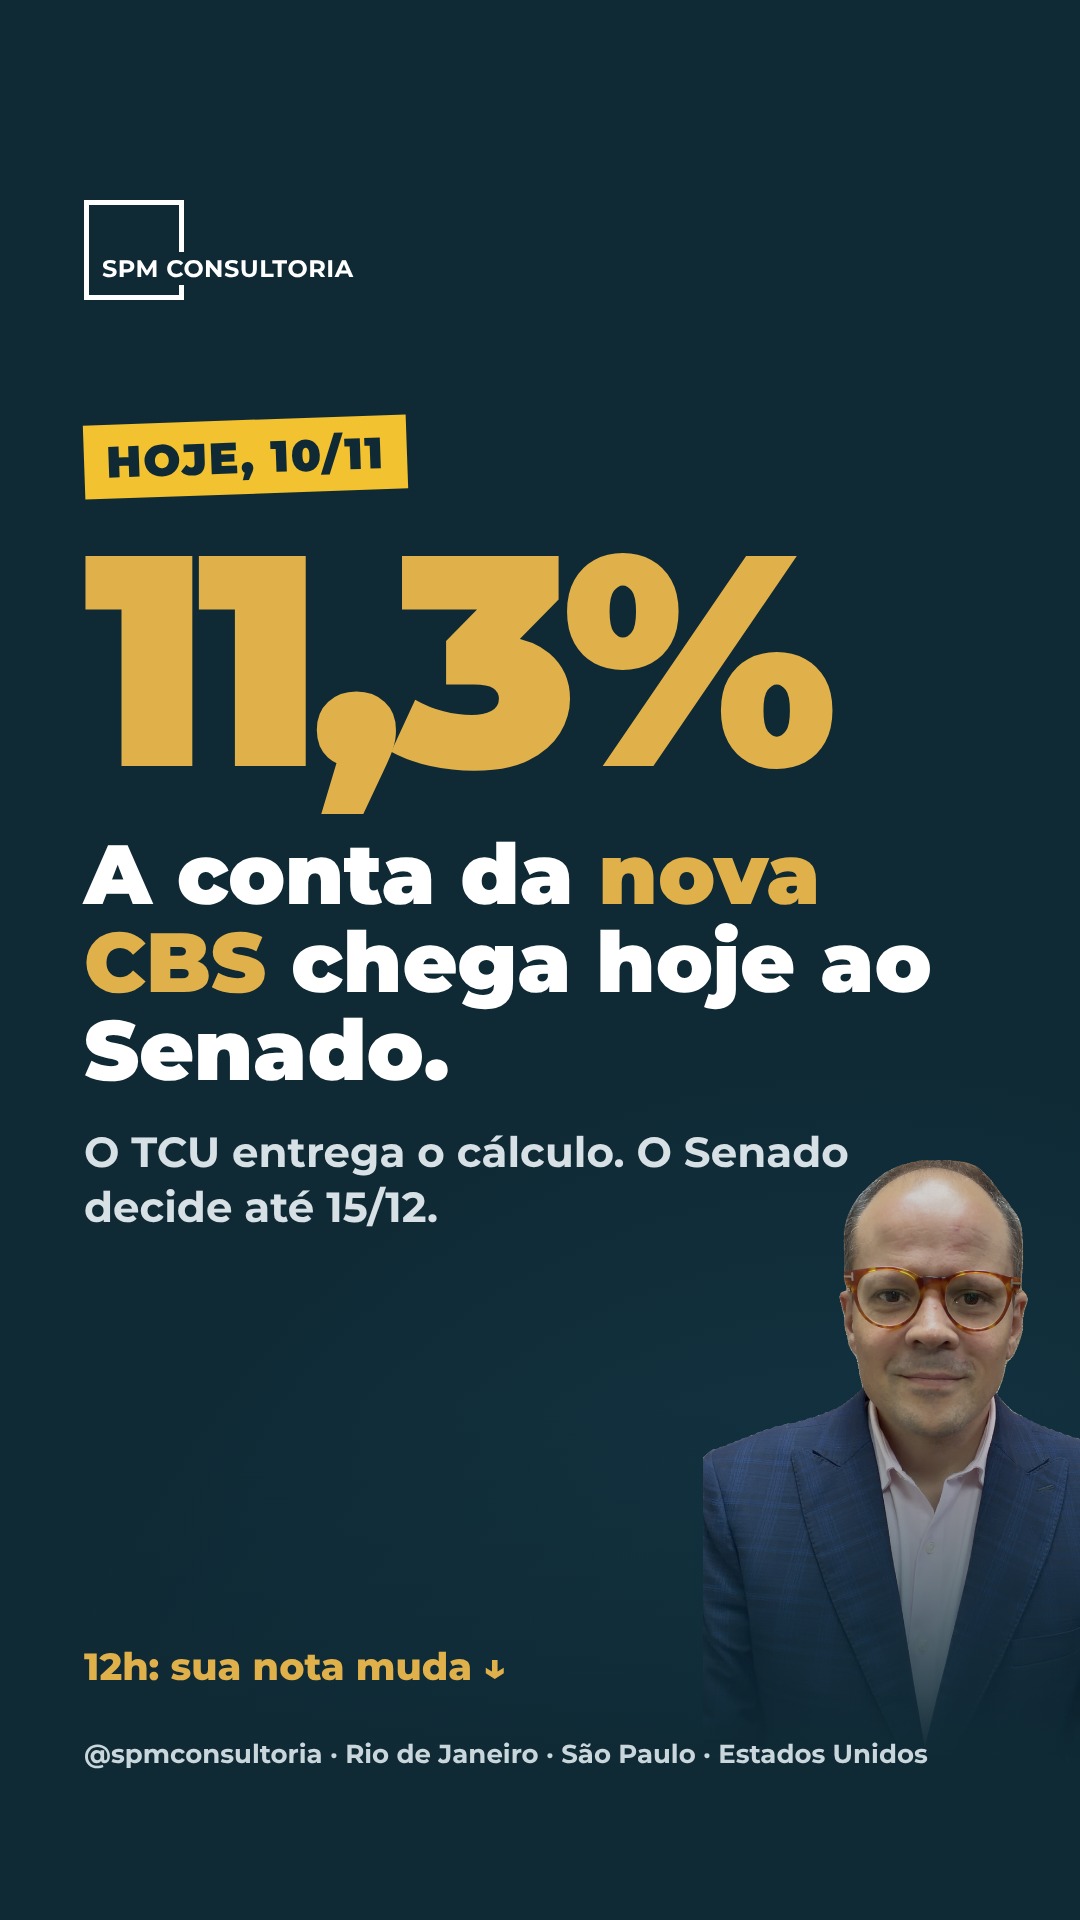 SPM CONSULTORIA
HOJE, 10/11
11,3%
A conta da nova
CBS chega hoje ao
Senado.
O TCU entrega o cálculo. O Senado
decide até 15/12.
12h: sua nota muda ↓
@spmconsultoria · Rio de Janeiro · São Paulo · Estados Unidos